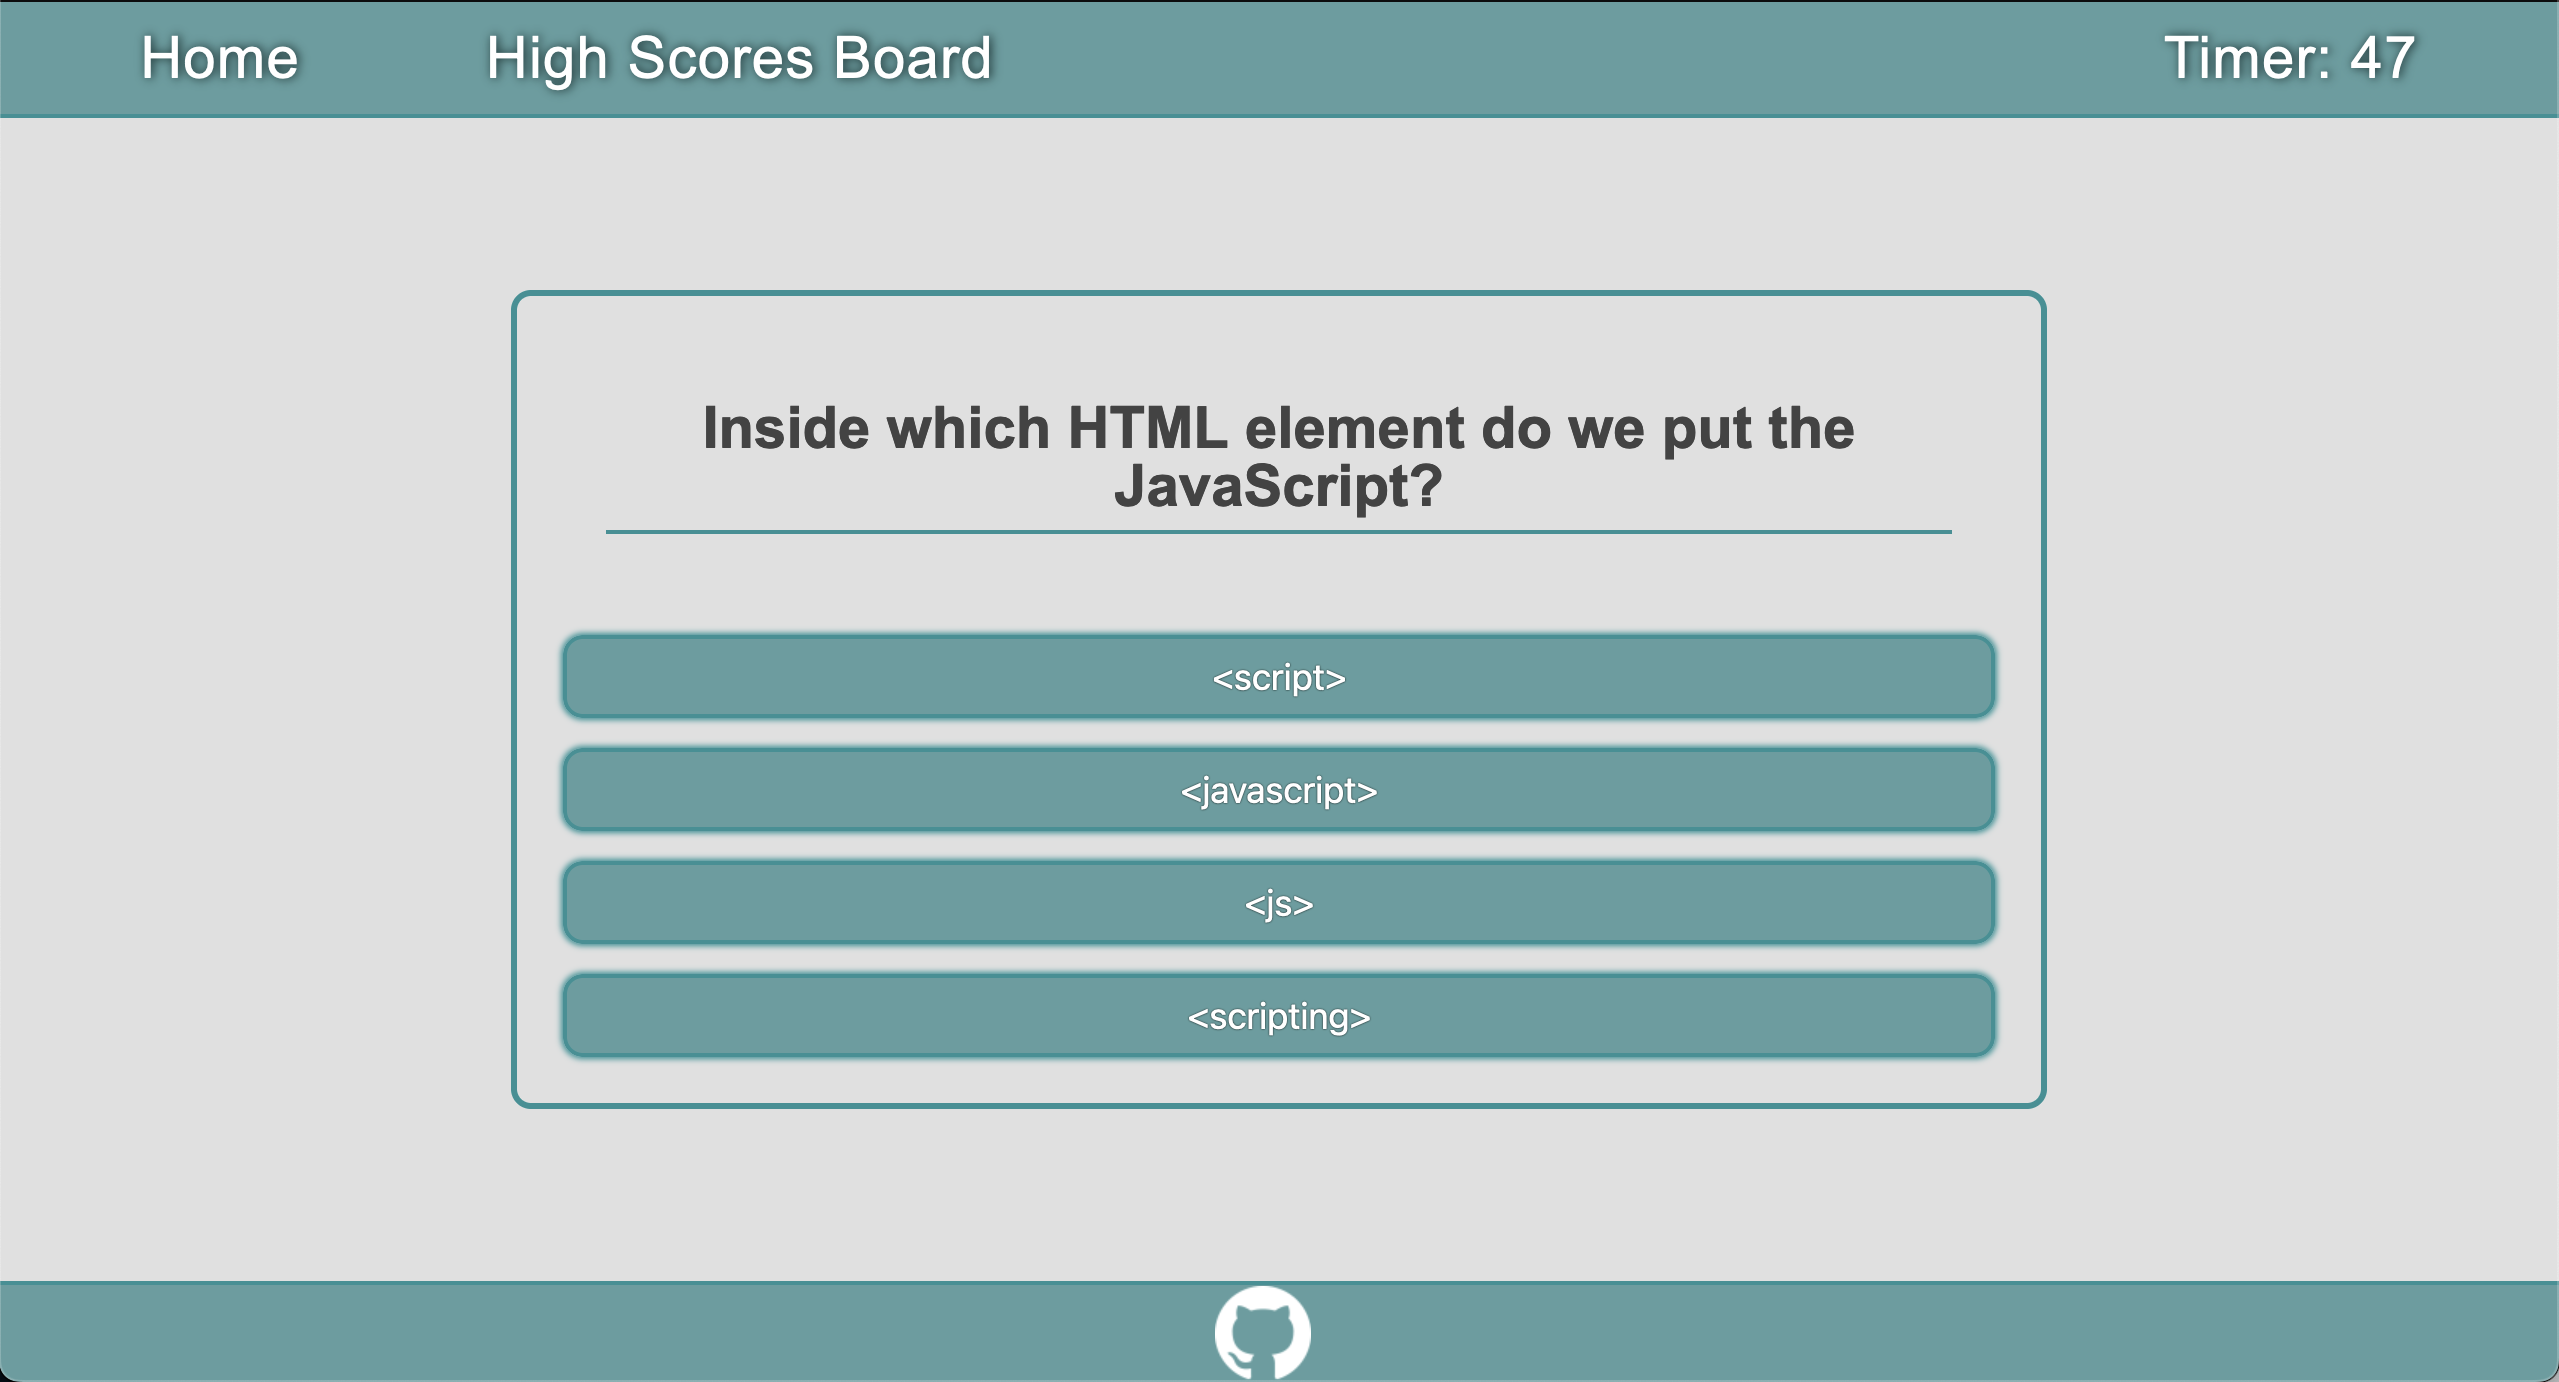 Home High Scores Board Timer: 47
Inside which HTML element do we put the
JavaScript?
<script>
<javascript>
<js>
<scripting>